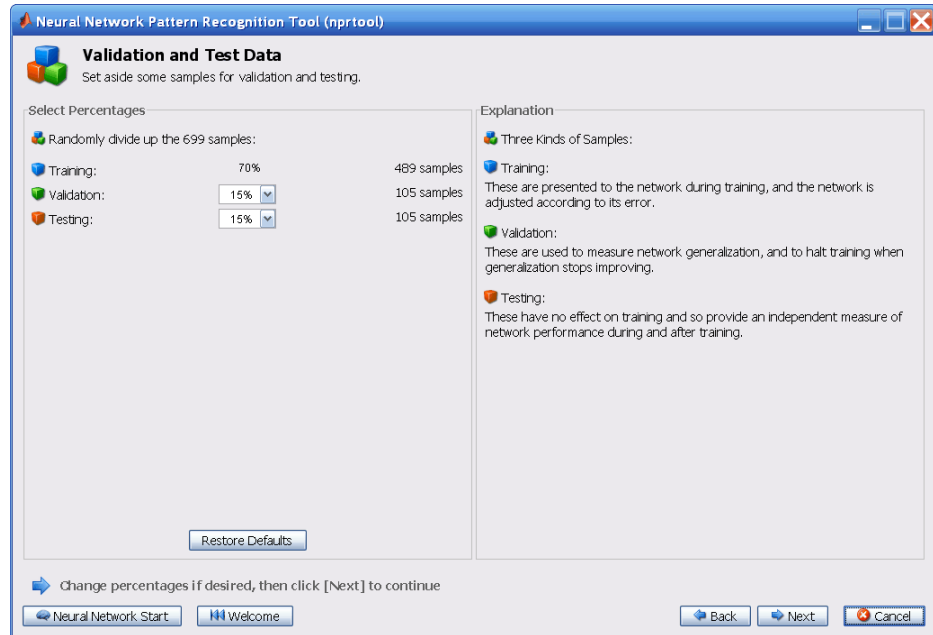 Neural Network Pattern Recognition Tool (nprtool)
Validation and Test Data
Set aside some samples for validation and testing.
Select Percentages
Randomly divide up the 699 samples:
Training: 70% 489 samples
Validation: 15% 105 samples
Testing: 15% 105 samples
Restore Defaults
Explanation
Three Kinds of Samples:
Training:
These are presented to the network during training, and the network is
adjusted according to its error.
Validation:
These are used to measure network generalization, and to halt training when
generalization stops improving.
Testing:
These have no effect on training and so provide an independent measure of
network performance during and after training.
Change percentages if desired, then click [Next] to continue
Neural Network Start Welcome Back Next Cancel